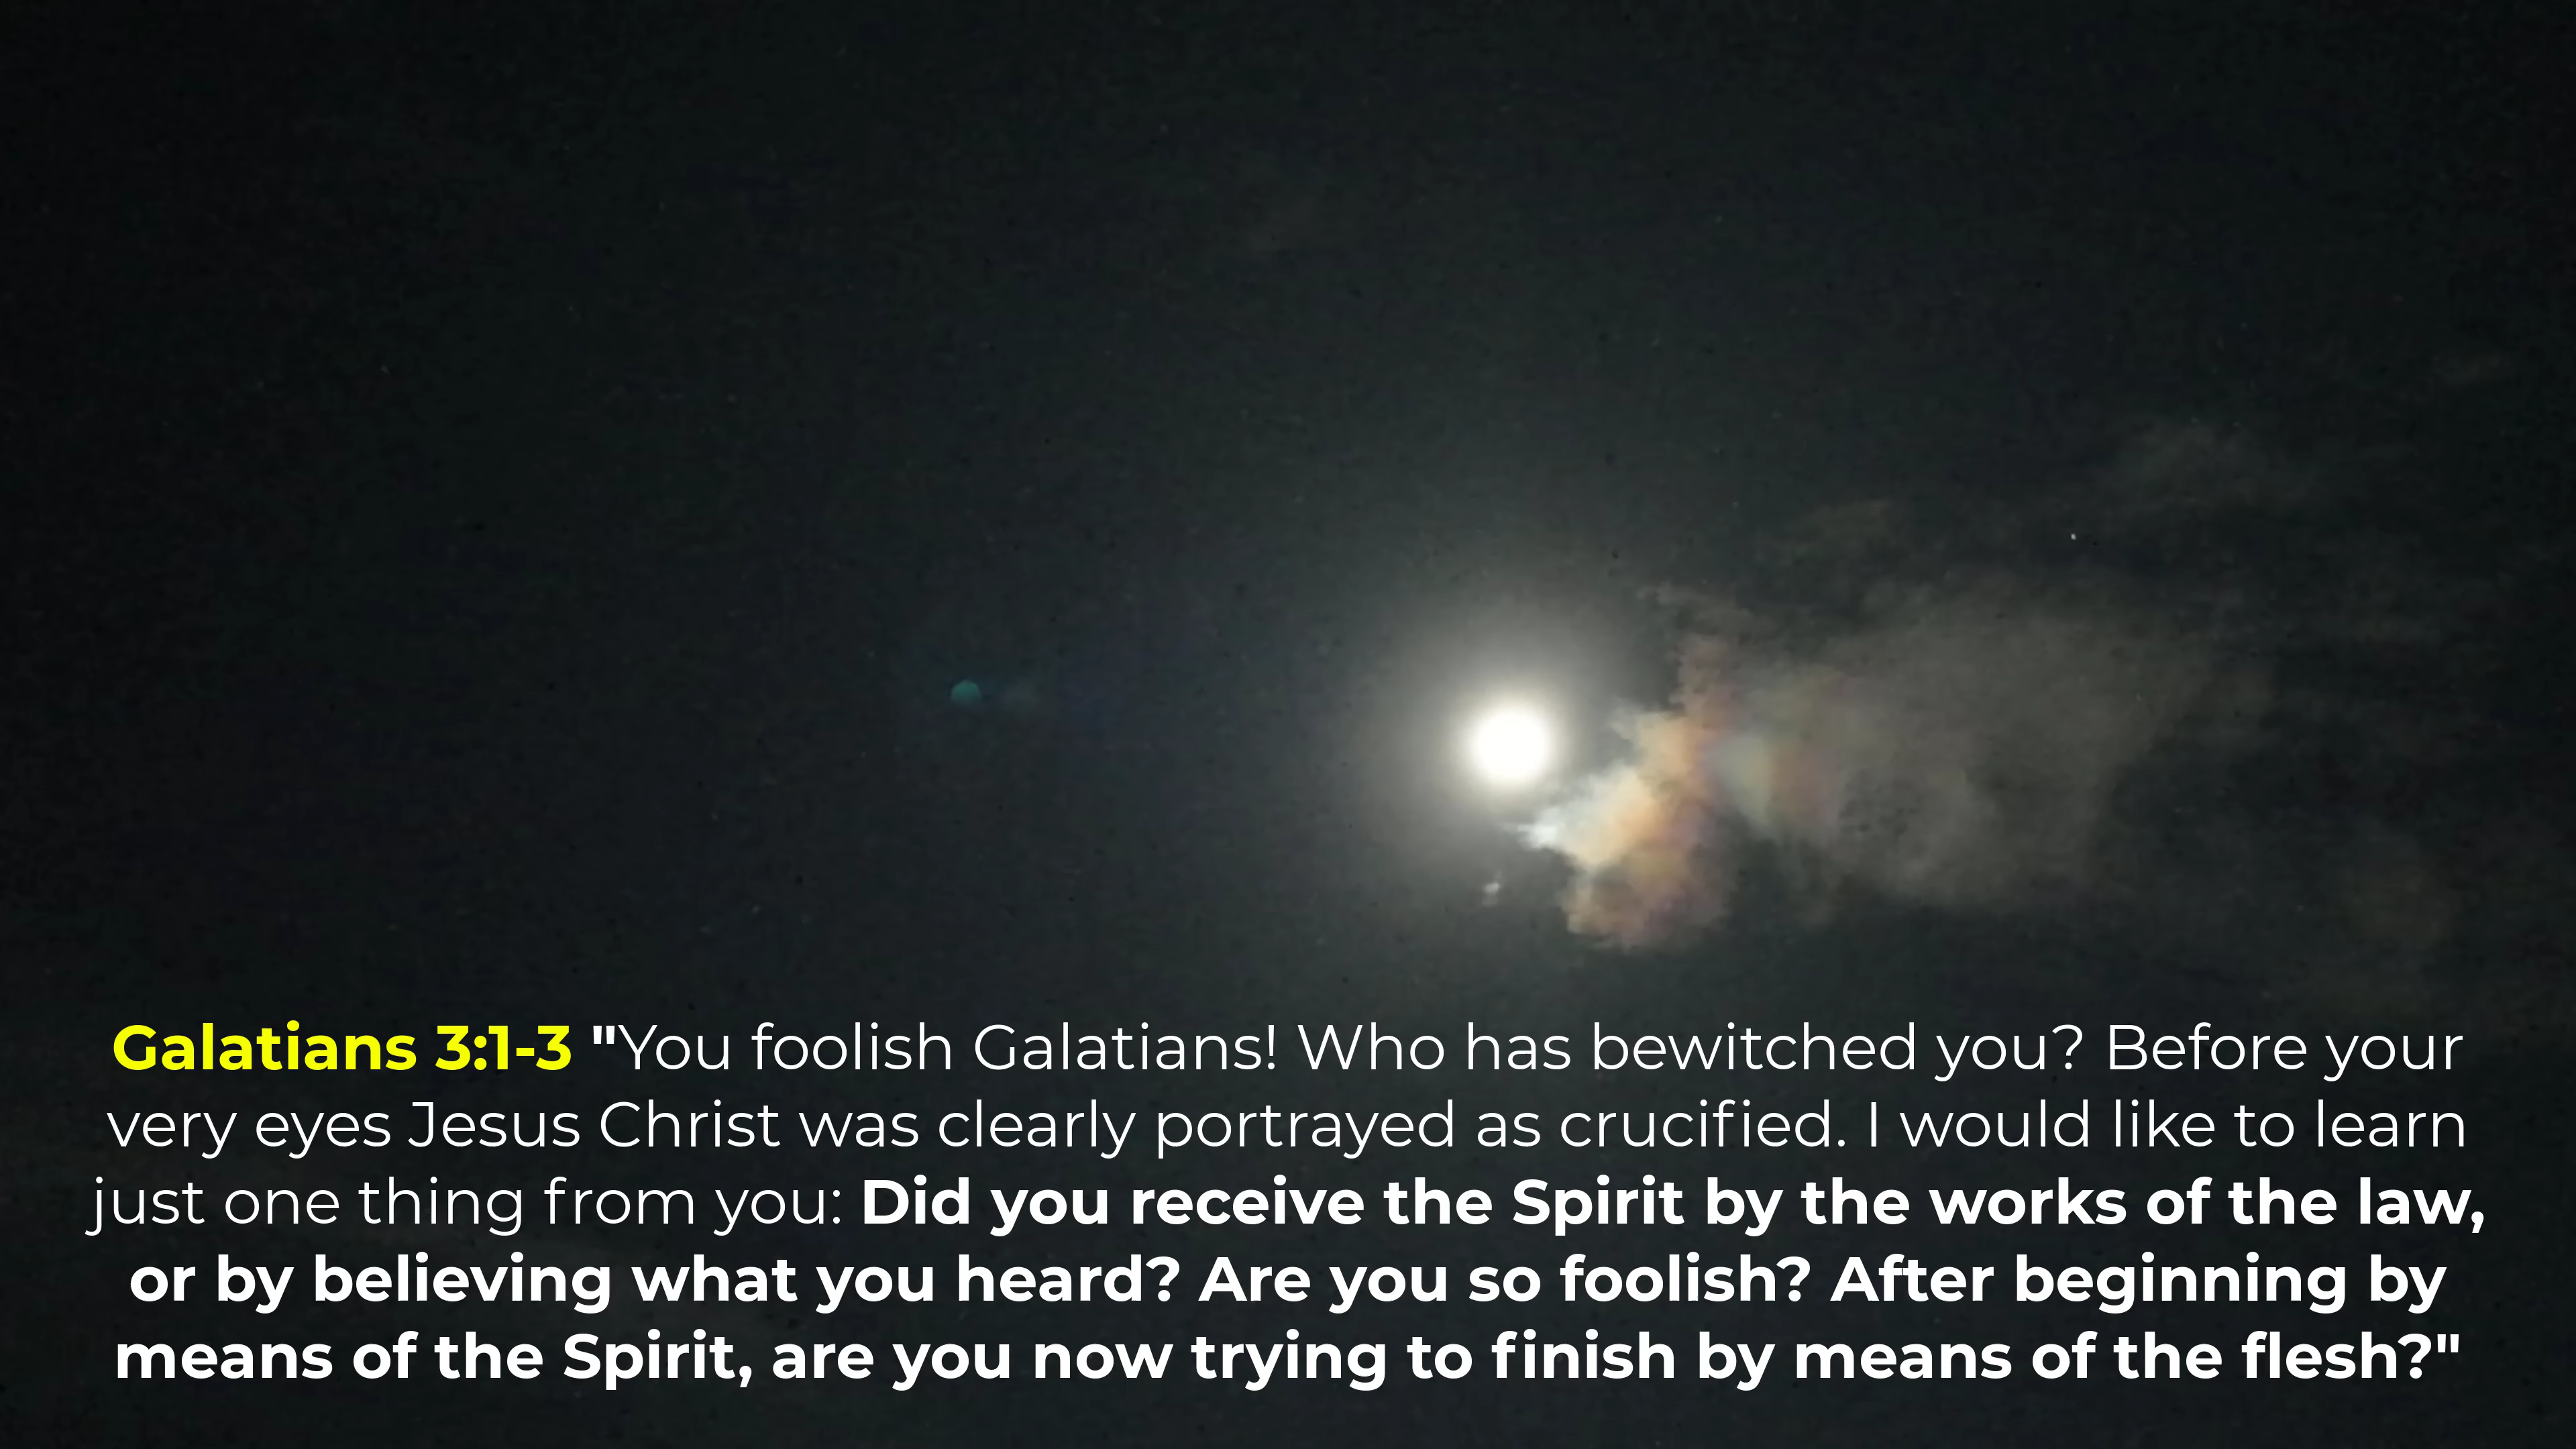 Galatians 3:1-3 "You foolish Galatians! Who has bewitched you? Before your
very eyes Jesus Christ was clearly portrayed as crucified. I would like to learn
just one thing from you: Did you receive the Spirit by the works of the law,
or by believing what you heard? Are you so foolish? After beginning by
means of the Spirit, are you now trying to finish by means of the flesh?"